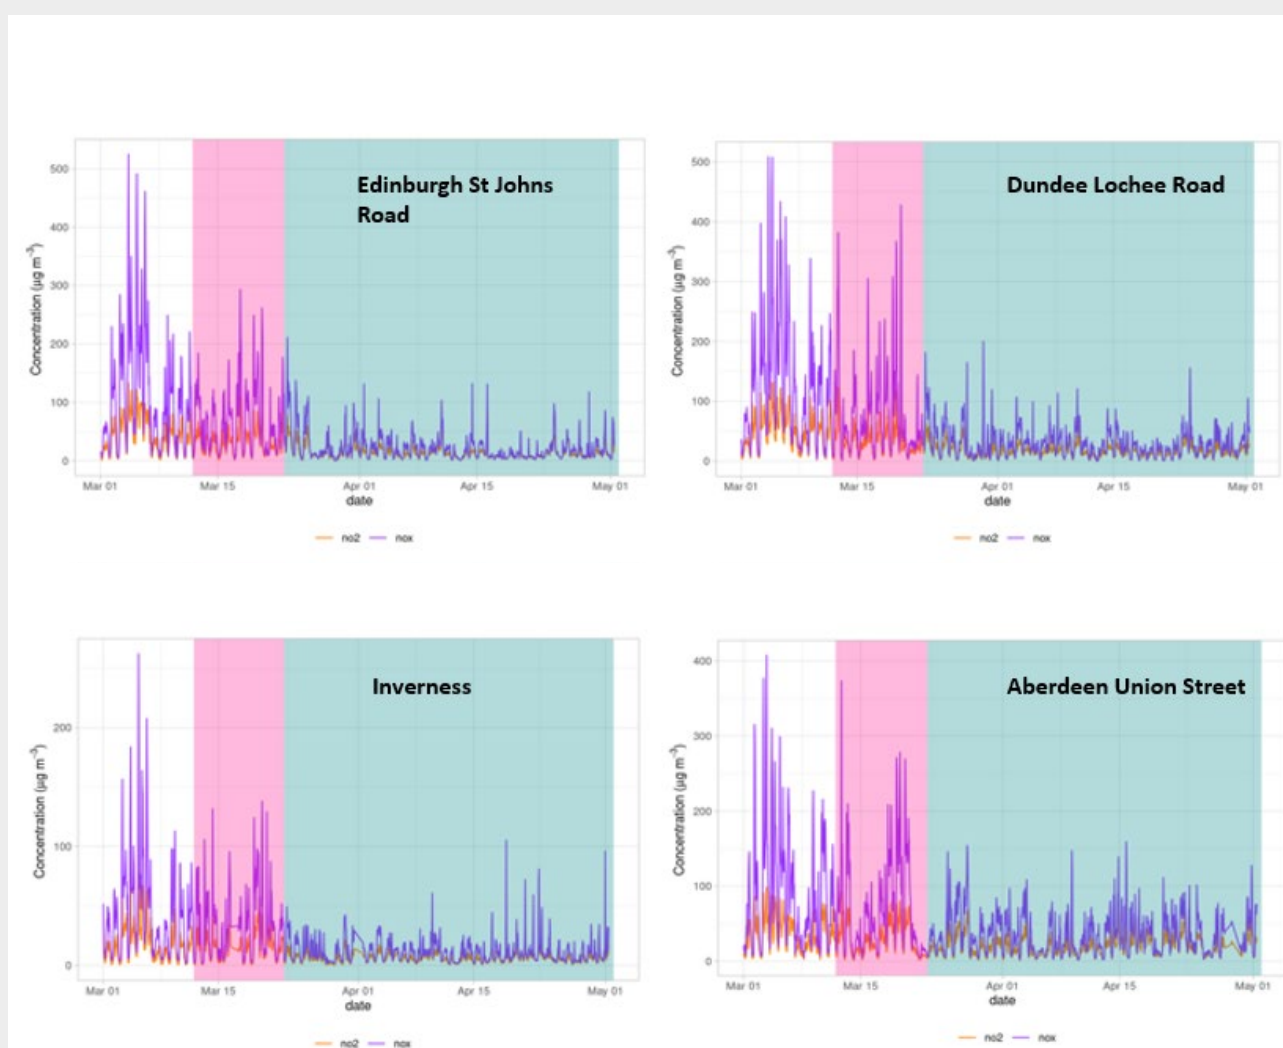 Edinburgh St Johns
Road
Concentration (µg m⁻³)
500
400
300
200
100
0
Mar 01 Mar 15 Apr 01 Apr 15 May 01
date
no2 nox
Dundee Lochee Road
Concentration (µg m⁻³)
500
400
300
200
100
0
Mar 01 Mar 15 Apr 01 Apr 15 May 01
date
no2 nox
Inverness
Concentration (µg m⁻³)
200
100
0
Mar 01 Mar 15 Apr 01 Apr 15 May 01
date
no2 nox
Aberdeen Union Street
Concentration (µg m⁻³)
400
300
200
100
0
Mar 01 Mar 15 Apr 01 Apr 15 May 01
date
no2 nox